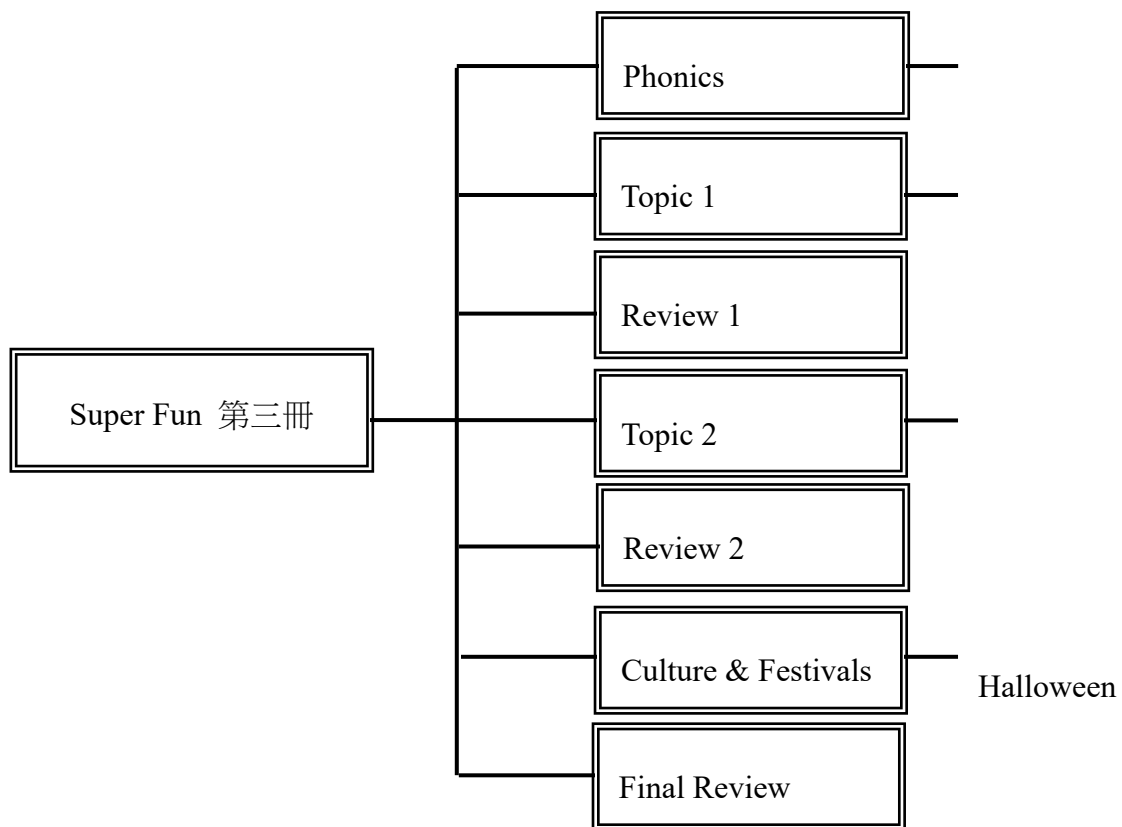 Phonics
Topic 1
Review 1
Super Fun 第三冊
Topic 2
Review 2
Culture & Festivals
Halloween
Final Review